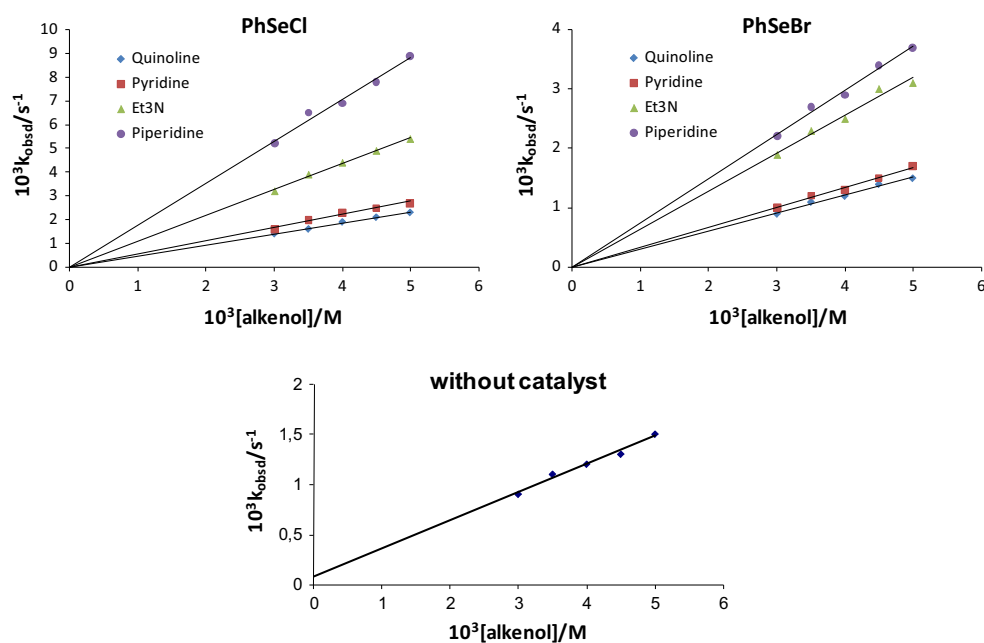 PhSeCl
10
9
8
7
6
5
4
3
2
1
0
10³k_obsd/s⁻¹
Quinoline
Pyridine
Et3N
Piperidine
0 1 2 3 4 5 6
10³[alkenol]/M
PhSeBr
4
3
2
1
0
10³k_obsd/s⁻¹
Quinoline
Pyridine
Et3N
Piperidine
0 1 2 3 4 5 6
10³[alkenol]/M
without catalyst
2
1,5
1
0,5
0
10³k_obsd/s⁻¹
0 1 2 3 4 5 6
10³[alkenol]/M